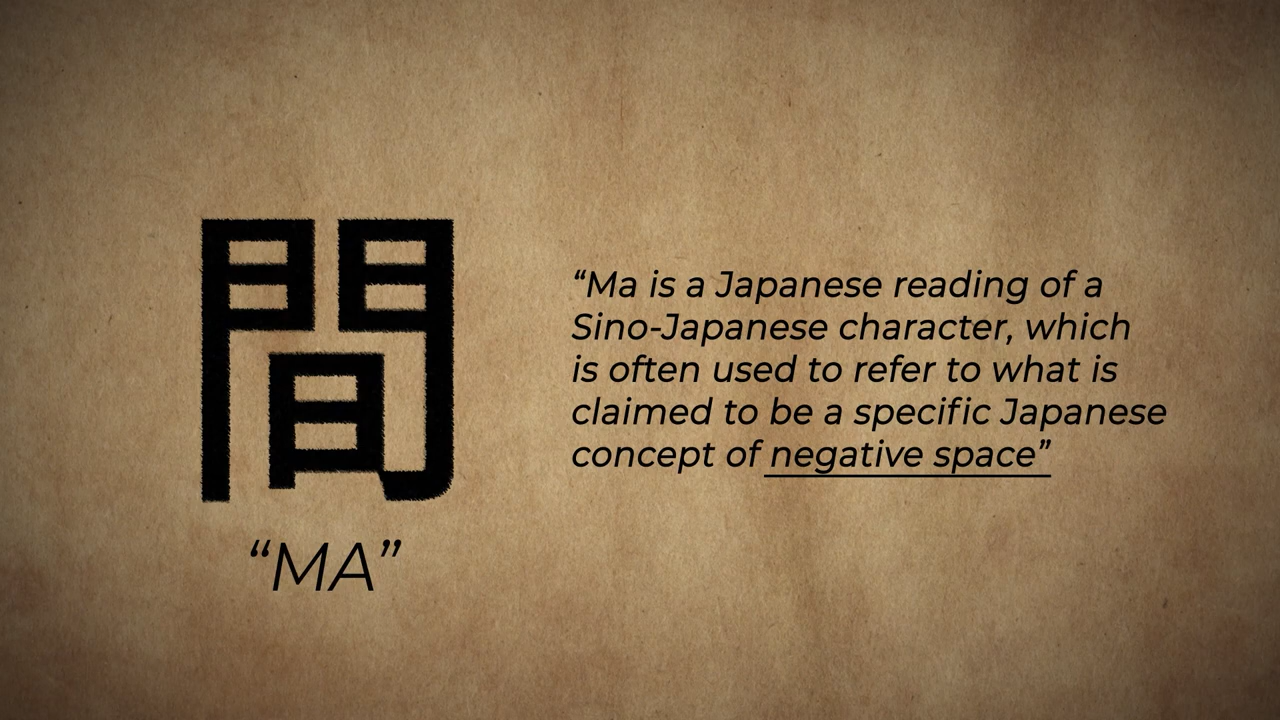 間
“MA”
“Ma is a Japanese reading of a
Sino-Japanese character, which
is often used to refer to what is
claimed to be a specific Japanese
concept of negative space”